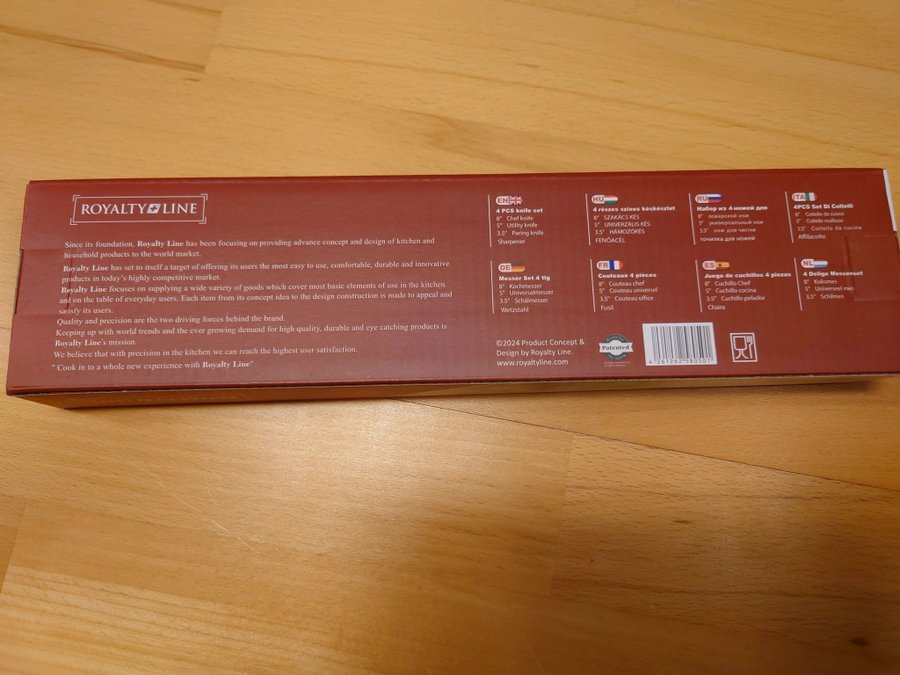 ROYALTY LINE
Since its foundation, Royalty Line has been focusing on providing advance concept and design of kitchen and
household products to the world market.
Royalty Line has set to itself a target of offering its users the most easy to use, comfortable, durable and innovative
products in today's highly competitive market.
Royalty Line focuses on supplying a wide variety of goods which cover most basic elements of use in the kitchen
and on the table of everyday users. Each item from its concept idea to the design construction is made to appeal and
satisfy its users.
Quality and precision are the two driving forces behind the brand.
Keeping up with world trends and the ever growing demand for high quality, durable and eye catching products is
Royalty Line's mission.
We believe that with precision in the kitchen we can reach the highest user satisfaction.
" Cook in to a whole new experience with Royalty Line"
EN
4 PCS knife set
8" Chef knife
5" Utility knife
3.5" Paring knife
Sharpener
HU
4 részes színes késkészlet
8" SZAKÁCS KÉS
5" UNIVERZÁLIS KÉS
3.5" HÁMOZÓKÉS
FENŐACÉL
RU
Набор из 4 ножей для
8" поварской нож
5" универсальный нож
3.5" нож для чистки
точилка для ножей
ITA
4PCS Set Di Coltelli
8" Coltello da cuoco
5" Coltello multiuso
3.5" Coltello da cucina
Affilacolte
DE
Messer Set 4 tlg
8" Kochmesser
5" Universalmesser
3.5" Schälmesser
Wetzstahl
FR
Couteaux 4 pièces
8" Couteau chef
5" Couteau universel
3.5" Couteau office
Fusil
ES
Juego de cuchillos 4 piezas
8" Cuchillo Chef
5" Cuchillo cocina
3.5" Cuchillo pelador
Chaira
NL
4 Delige Messenset
8" Koksmes
5" Universeel mes
3.5" Schilmes
©2024 Product Concept &
Design by Royalty Line.
www.royaltyline.com
Patented
4 261262 580501